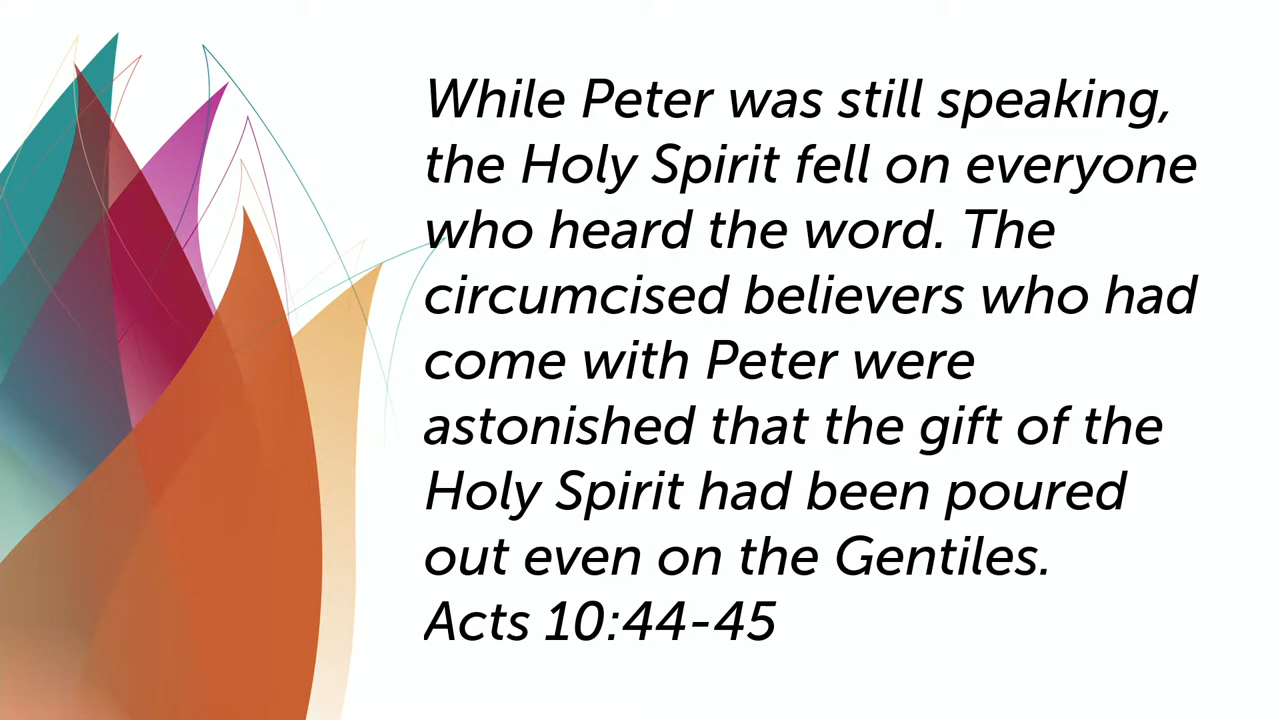 While Peter was still speaking,
the Holy Spirit fell on everyone
who heard the word. The
circumcised believers who had
come with Peter were
astonished that the gift of the
Holy Spirit had been poured
out even on the Gentiles.
Acts 10:44-45